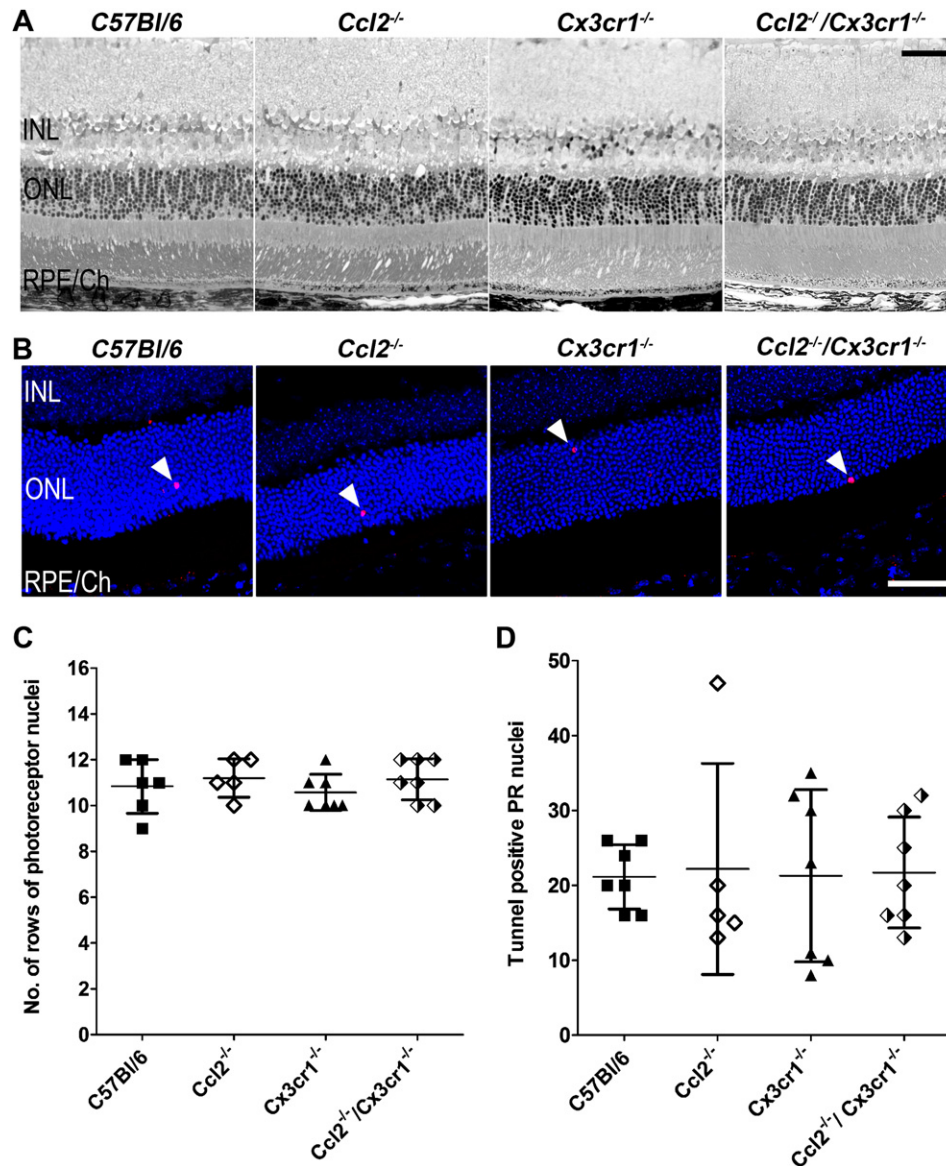 A
C57Bl/6 Ccl2-/- Cx3cr1-/- Ccl2-/-/Cx3cr1-/-
INL
ONL
RPE/Ch
B
C57Bl/6 Ccl2-/- Cx3cr1-/- Ccl2-/-/Cx3cr1-/-
INL
ONL
RPE/Ch
C
No. of rows of photoreceptor nuclei
16
14
12
10
8
6
4
2
0
C57Bl/6
Ccl2-/-
Cx3cr1-/-
Ccl2-/-/Cx3cr1-/-
D
Tunnel positive PR nuclei
50
40
30
20
10
0
C57Bl/6
Ccl2-/-
Cx3cr1-/-
Ccl2-/-/ Cx3cr1-/-